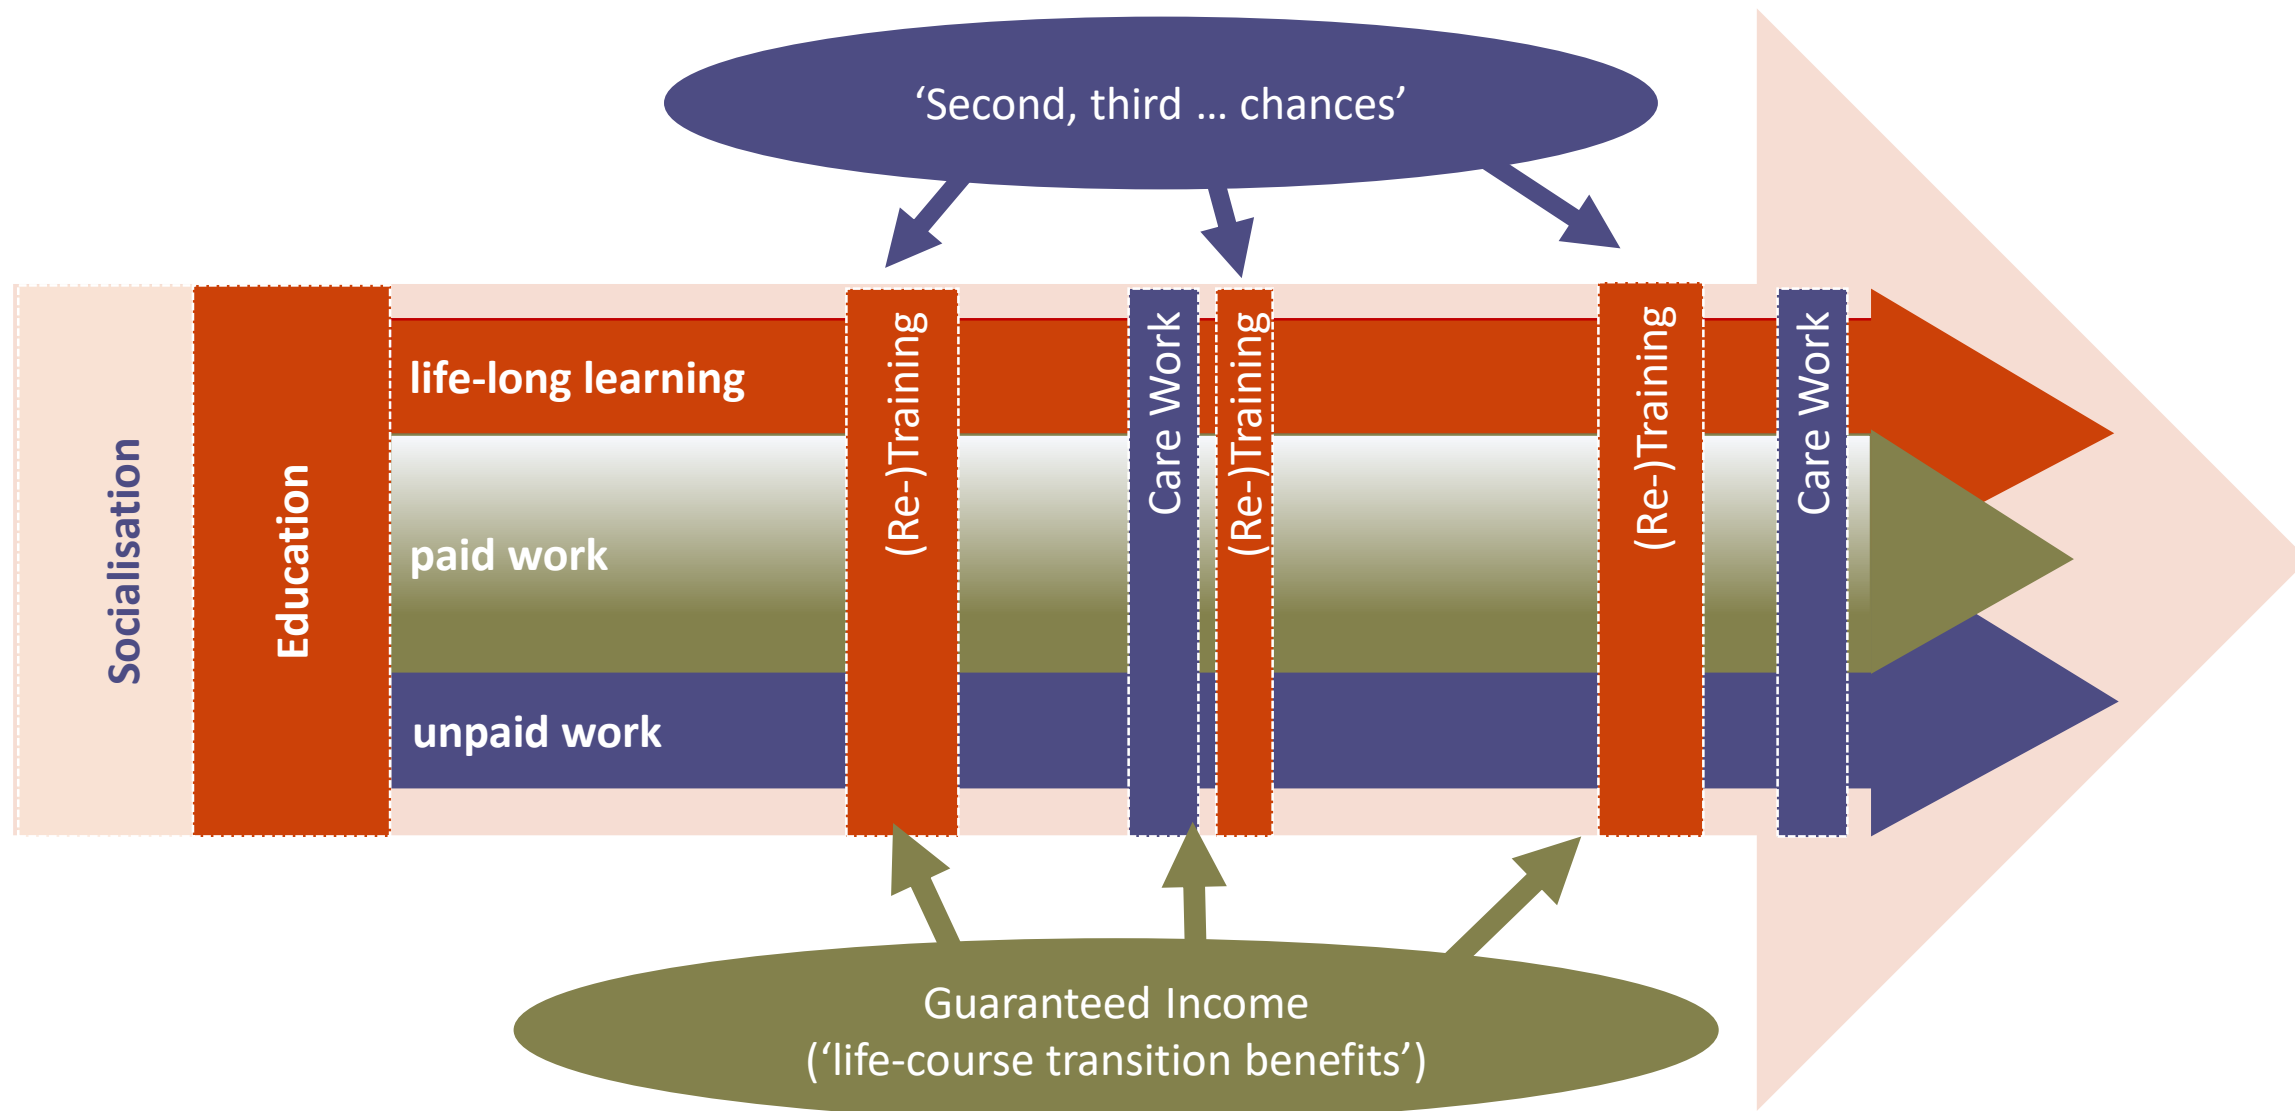 ‘Second, third ... chances’
Socialisation
Education
life-long learning
paid work
unpaid work
(Re-)Training
Care Work
(Re-)Training
(Re-)Training
Care Work
Guaranteed Income
(‘life-course transition benefits’)